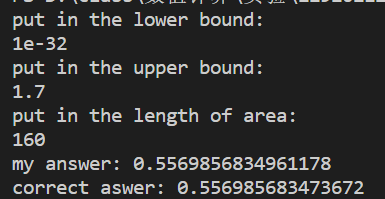 put in the lower bound:
1e-32
put in the upper bound:
1.7
put in the length of area:
160
my answer: 0.5569856834961178
correct aswer: 0.556985683473672